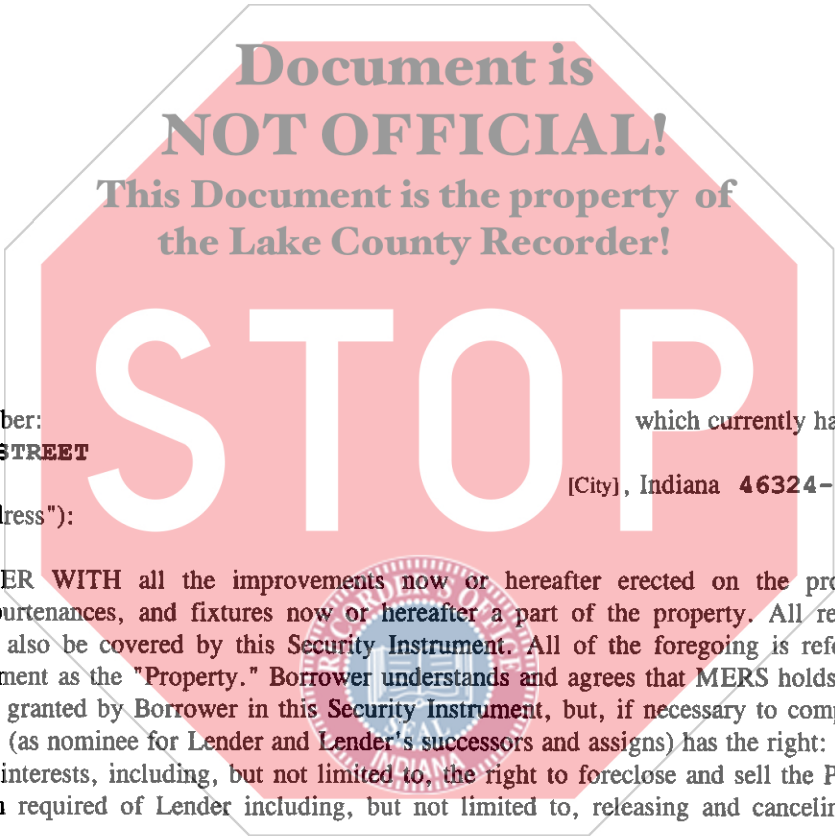 Document is
NOT OFFICIAL!
This Document is the property of
the Lake County Recorder!
STOP
ber: which currently ha
STREET
[City], Indiana 46324-
ress"):
ER WITH all the improvements now or hereafter erected on the pro
urtenances, and fixtures now or hereafter a part of the property. All re
also be covered by this Security Instrument. All of the foregoing is refe
ment as the "Property." Borrower understands and agrees that MERS holds
granted by Borrower in this Security Instrument, but, if necessary to comp
(as nominee for Lender and Lender's successors and assigns) has the right:
interests, including, but not limited to, the right to foreclose and sell the P
required of Lender including, but not limited to, releasing and cancelin
RECORDER'S OFFICE
SEAL
INDIANA